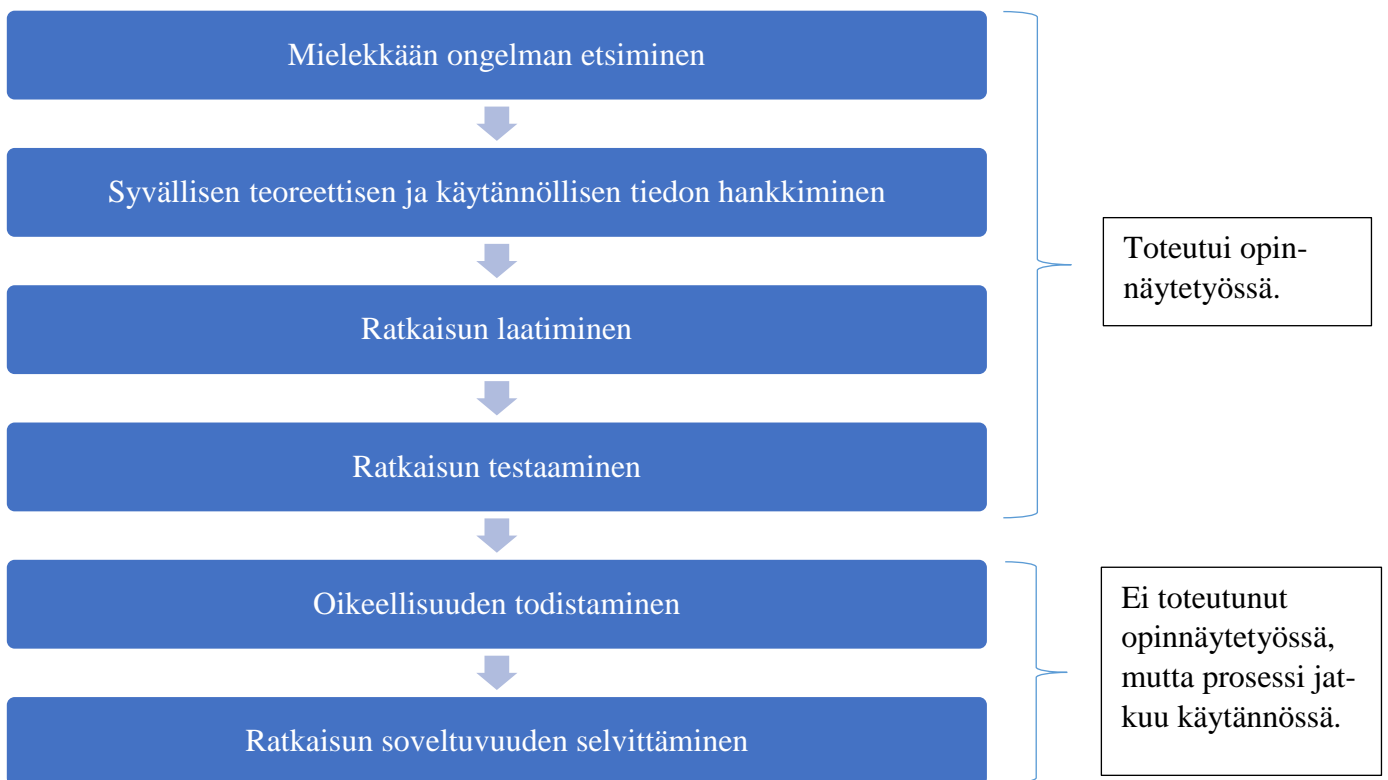 Mielekkään ongelman etsiminen
Syvällisen teoreettisen ja käytännöllisen tiedon hankkiminen
Ratkaisun laatiminen
Ratkaisun testaaminen
Toteutui opin-
näytetyössä.
Oikeellisuuden todistaminen
Ratkaisun soveltuvuuden selvittäminen
Ei toteutunut
opinnäytetyössä,
mutta prosessi jat-
kuu käytännössä.